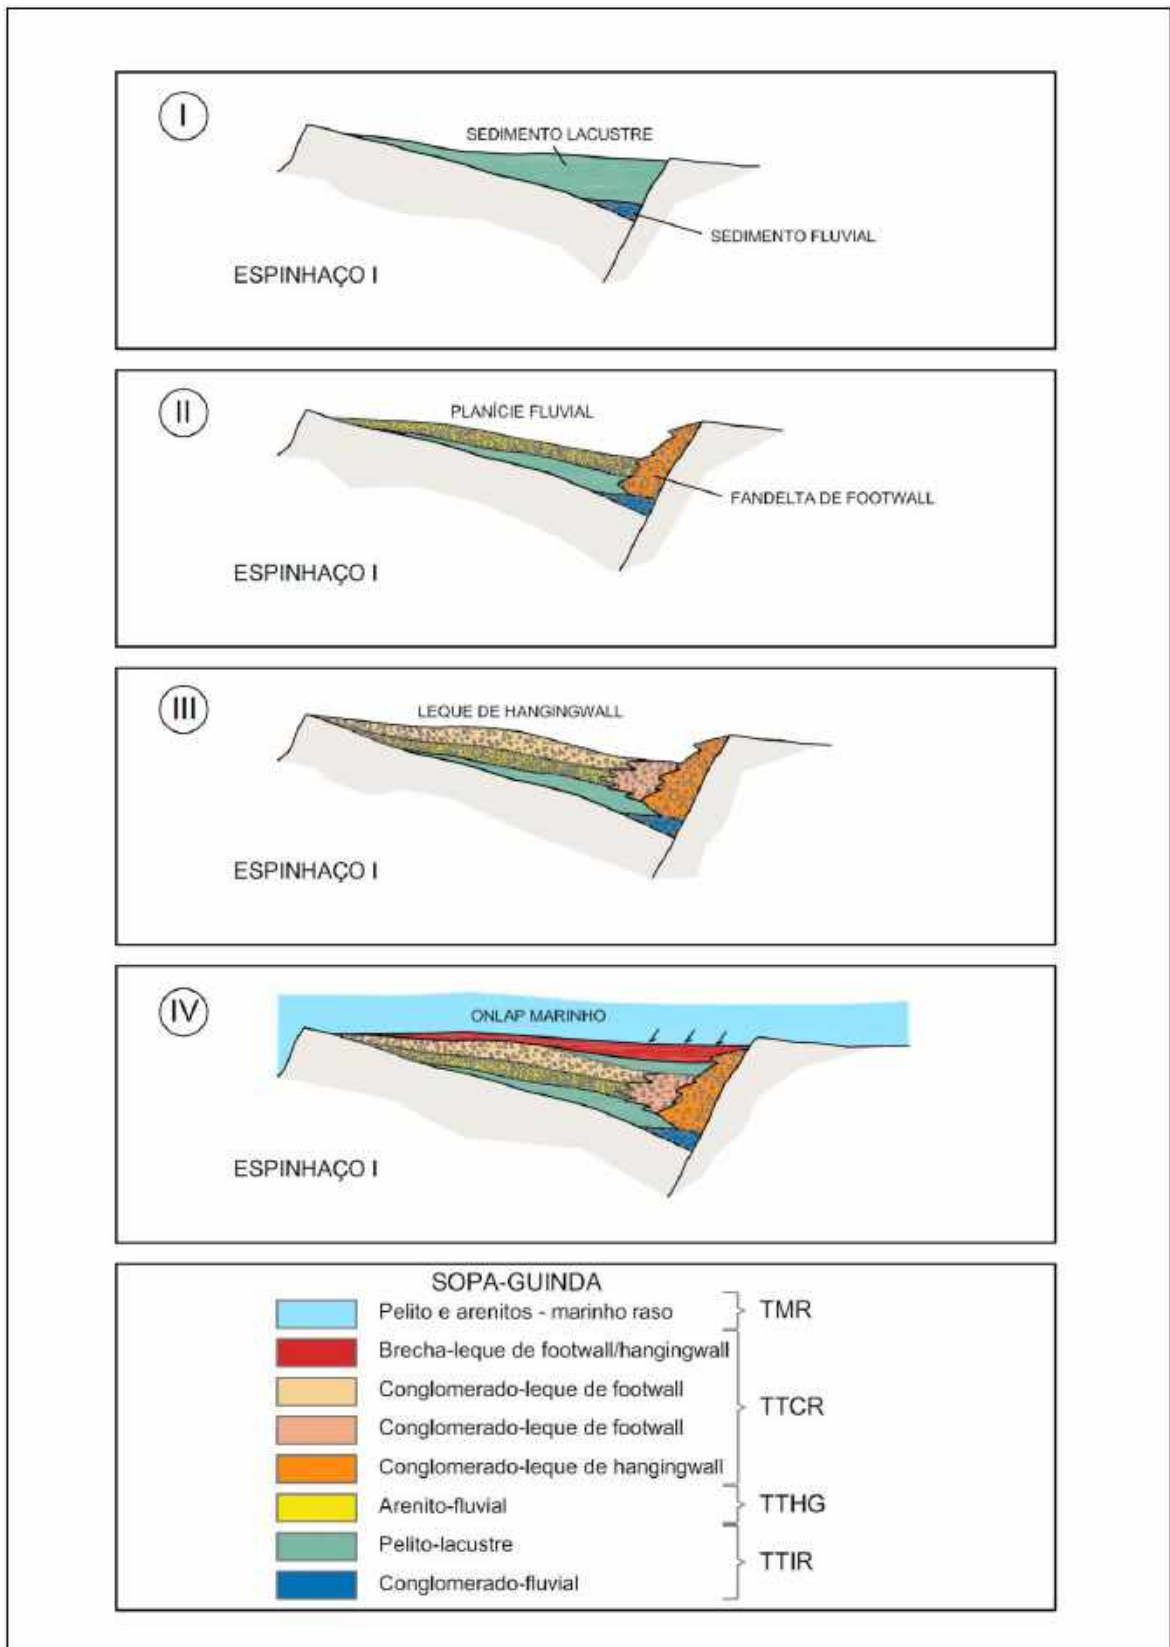 I
SEDIMENTO LACUSTRE
SEDIMENTO FLUVIAL
ESPINHAÇO I
II
PLANÍCIE FLUVIAL
FANDELTA DE FOOTWALL
ESPINHAÇO I
III
LEQUE DE HANGINGWALL
ESPINHAÇO I
IV
ONLAP MARINHO
ESPINHAÇO I
SOPA-GUINDA
Pelito e arenitos - marinho raso
TMR
Brecha-leque de footwall/hangingwall
Conglomerado-leque de footwall
TTCR
Conglomerado-leque de footwall
Conglomerado-leque de hangingwall
Arenito-fluvial
TTHG
Pelito-lacustre
TTIR
Conglomerado-fluvial